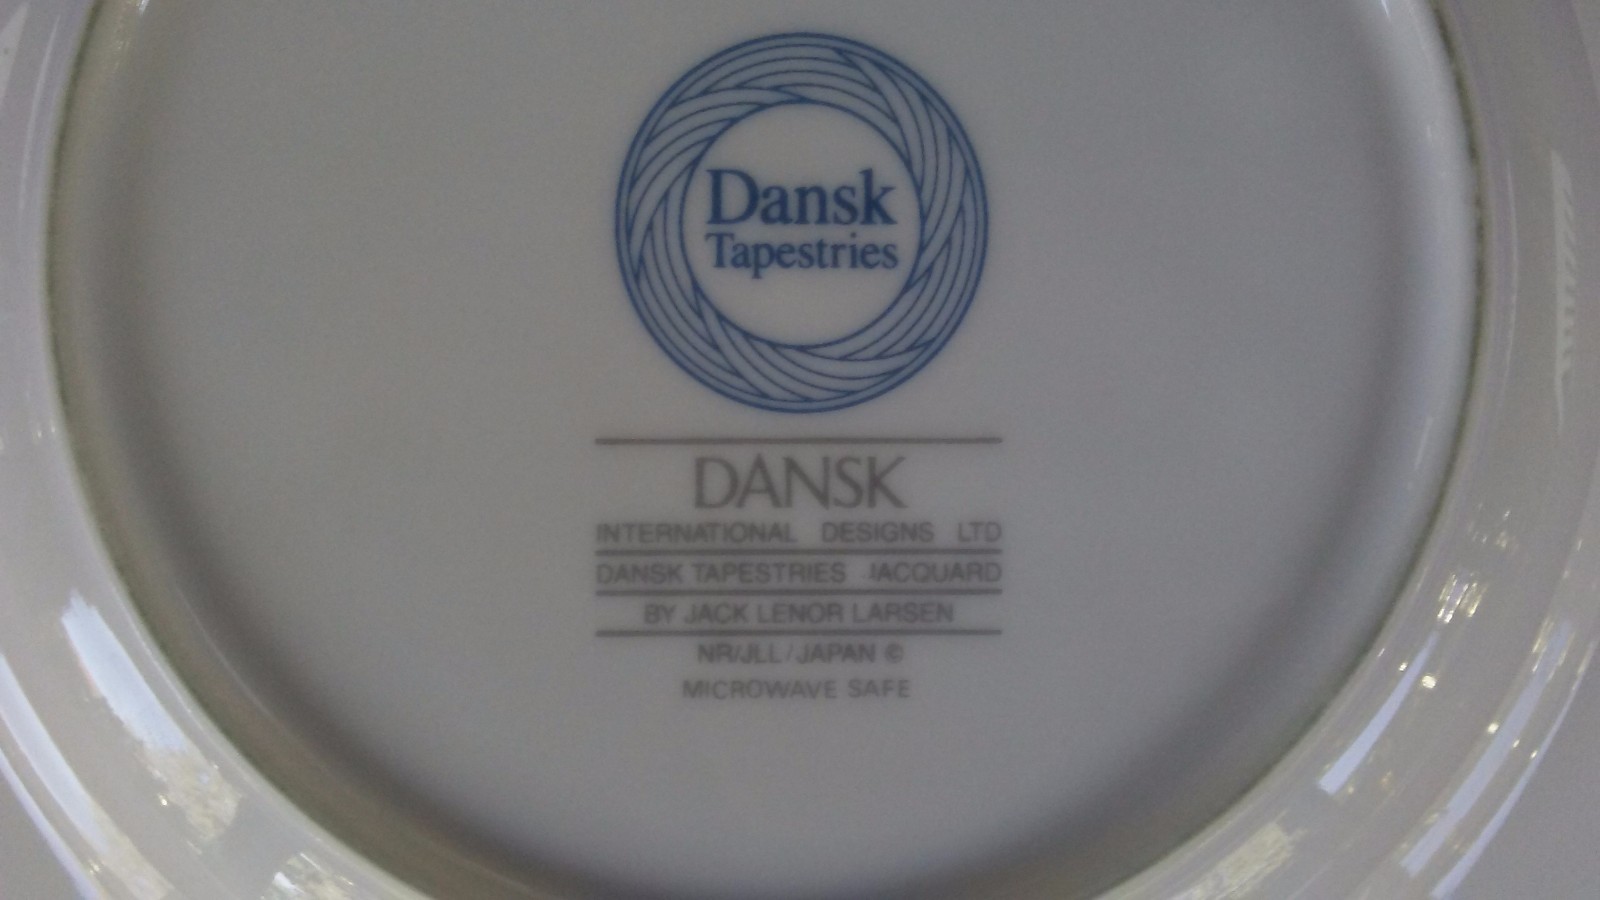 Dansk
Tapestries
DANSK
INTERNATIONAL DESIGNS LTD
DANSK TAPESTRIES JACQUARD
BY JACK LENOR LARSEN
NR/JLL/JAPAN ©
MICROWAVE SAFE